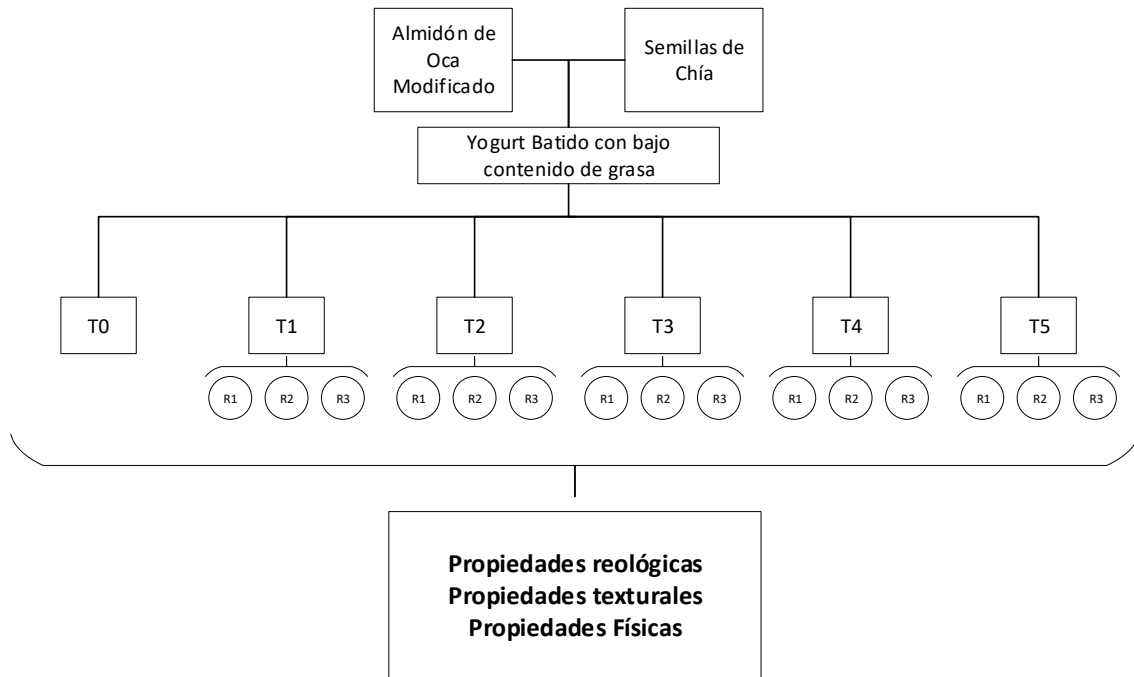 Almidón de
Oca
Modificado
Semillas de
Chía
Yogurt Batido con bajo
contenido de grasa
T0
T1
T2
T3
T4
T5
R1
R2
R3
R1
R2
R3
R1
R2
R3
R1
R2
R3
R1
R2
R3
Propiedades reológicas
Propiedades texturales
Propiedades Físicas